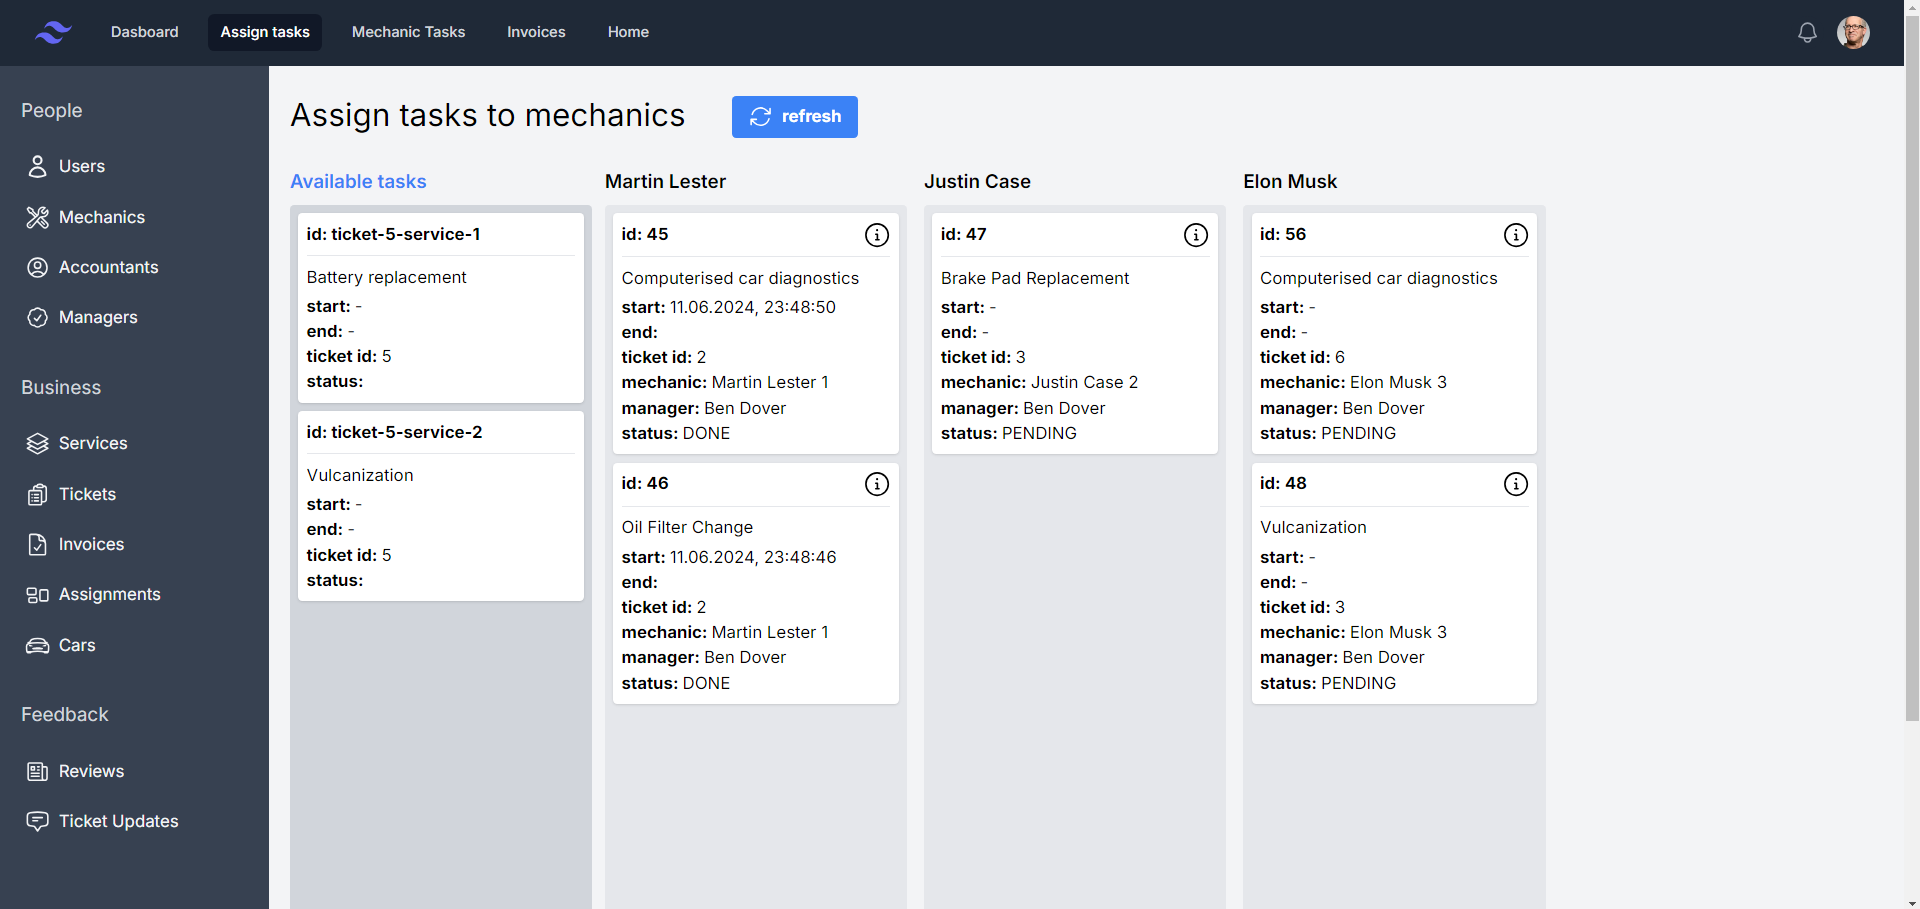 Dasboard
Assign tasks
Mechanic Tasks
Invoices
Home
People
Users
Mechanics
Accountants
Managers
Business
Services
Tickets
Invoices
Assignments
Cars
Feedback
Reviews
Ticket Updates
Assign tasks to mechanics
refresh
Available tasks
id: ticket-5-service-1
Battery replacement
start: -
end: -
ticket id: 5
status:
id: ticket-5-service-2
Vulcanization
start: -
end: -
ticket id: 5
status:
Martin Lester
id: 45
Computerised car diagnostics
start: 11.06.2024, 23:48:50
end:
ticket id: 2
mechanic: Martin Lester 1
manager: Ben Dover
status: DONE
id: 46
Oil Filter Change
start: 11.06.2024, 23:48:46
end:
ticket id: 2
mechanic: Martin Lester 1
manager: Ben Dover
status: DONE
Justin Case
id: 47
Brake Pad Replacement
start: -
end: -
ticket id: 3
mechanic: Justin Case 2
manager: Ben Dover
status: PENDING
Elon Musk
id: 56
Computerised car diagnostics
start: -
end: -
ticket id: 6
mechanic: Elon Musk 3
manager: Ben Dover
status: PENDING
id: 48
Vulcanization
start: -
end: -
ticket id: 3
mechanic: Elon Musk 3
manager: Ben Dover
status: PENDING